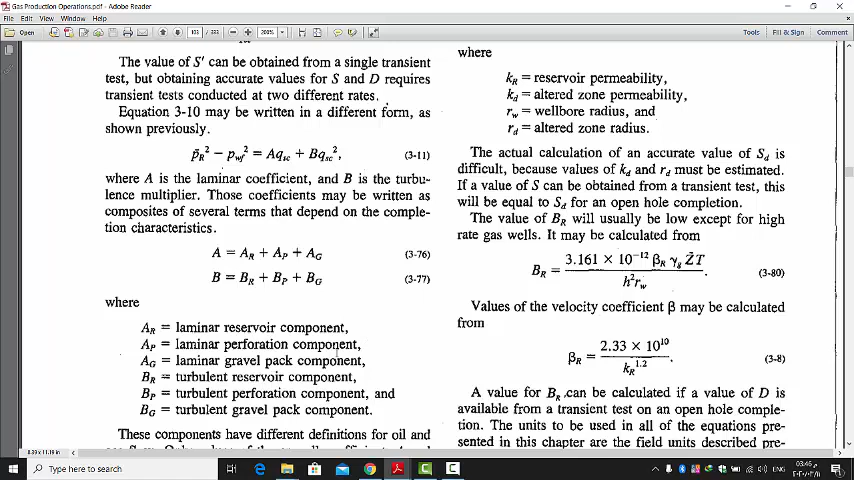 Gas Production Operations.pdf - Adobe Reader
File Edit View Window Help
Open
103 / 333
200%
Tools
Fill & Sign
Comment
The value of S′ can be obtained from a single transient
test, but obtaining accurate values for S and D requires
transient tests conducted at two different rates.
Equation 3-10 may be written in a different form, as
shown previously.
p̄R² − pwf² = Aqsc + Bqsc², (3-11)
where A is the laminar coefficient, and B is the turbu-
lence multiplier. Those coefficients may be written as
composites of several terms that depend on the comple-
tion characteristics.
A = AR + AP + AG (3-76)
B = BR + BP + BG (3-77)
where
AR = laminar reservoir component,
AP = laminar perforation component,
AG = laminar gravel pack component,
BR = turbulent reservoir component,
BP = turbulent perforation component, and
BG = turbulent gravel pack component.
These components have different definitions for oil and
where
kR = reservoir permeability,
kd = altered zone permeability,
rw = wellbore radius, and
rd = altered zone radius.
The actual calculation of an accurate value of Sd is
difficult, because values of kd and rd must be estimated.
If a value of S can be obtained from a transient test, this
will be equal to Sd for an open hole completion.
The value of BR will usually be low except for high
rate gas wells. It may be calculated from
BR = 3.161 × 10⁻¹² βR γg Z̄T / h²rw. (3-80)
Values of the velocity coefficient β may be calculated
from
βR = 2.33 × 10¹⁰ / kR^1.2. (3-8)
A value for BR can be calculated if a value of D is
available from a transient test on an open hole comple-
tion. The units to be used in all of the equations pre-
sented in this chapter are the field units described pre-
8.39 x 11.19 in
Type here to search
ENG
03:46 م